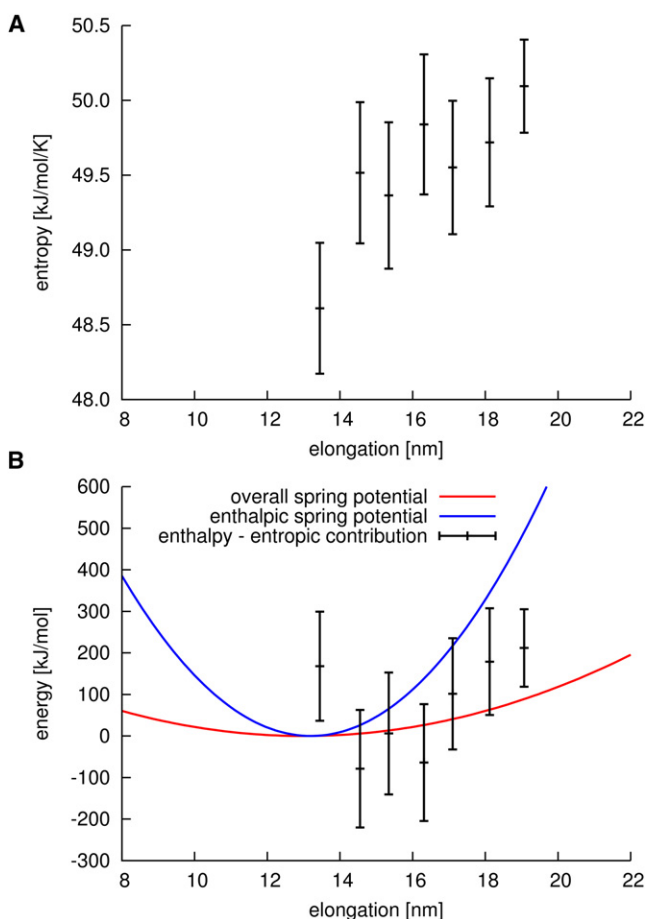 A
50.5
50.0
49.5
49.0
48.5
48.0
entropy [kJ/mol/K]
8 10 12 14 16 18 20 22
elongation [nm]
B
600
500
400
300
200
100
0
-100
-200
-300
energy [kJ/mol]
overall spring potential
enthalpic spring potential
enthalpy - entropic contribution
8 10 12 14 16 18 20 22
elongation [nm]